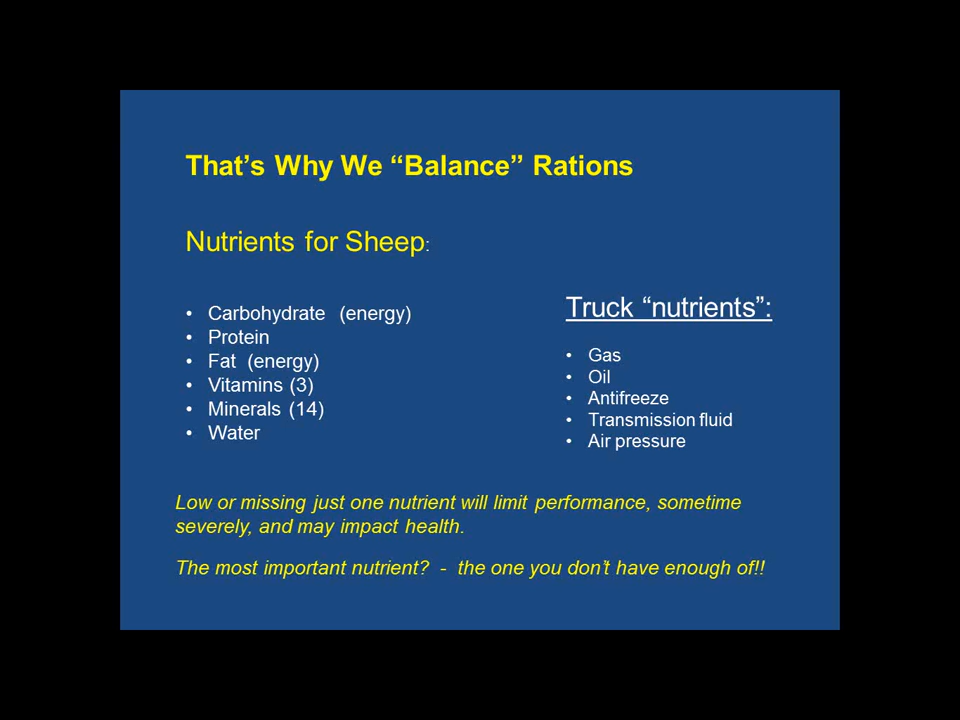 That’s Why We “Balance” Rations
Nutrients for Sheep:
• Carbohydrate (energy)
• Protein
• Fat (energy)
• Vitamins (3)
• Minerals (14)
• Water
Truck “nutrients”:
• Gas
• Oil
• Antifreeze
• Transmission fluid
• Air pressure
Low or missing just one nutrient will limit performance, sometime
severely, and may impact health.
The most important nutrient? - the one you don’t have enough of!!